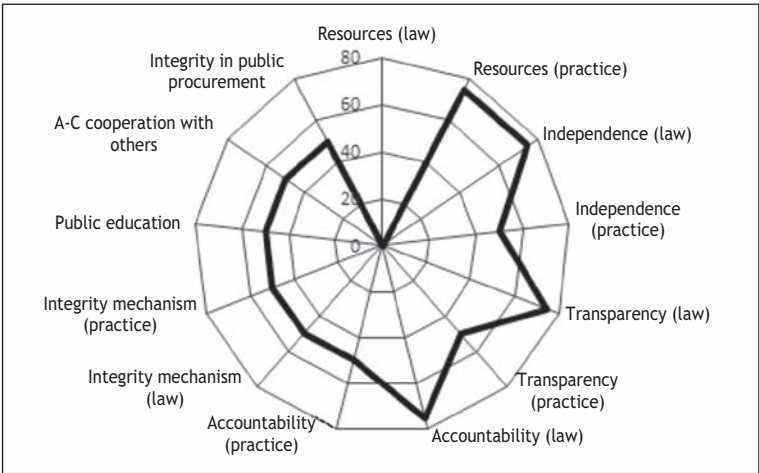 Resources (law)
80
Integrity in public
procurement
Resources (practice)
60
A-C cooperation with
others
Independence (law)
40
20
Public education
Independence
(practice)
0
Integrity mechanism
(practice)
Transparency (law)
Integrity mechanism
(law)
Transparency
(practice)
Accountability
(practice)
Accountability (law)